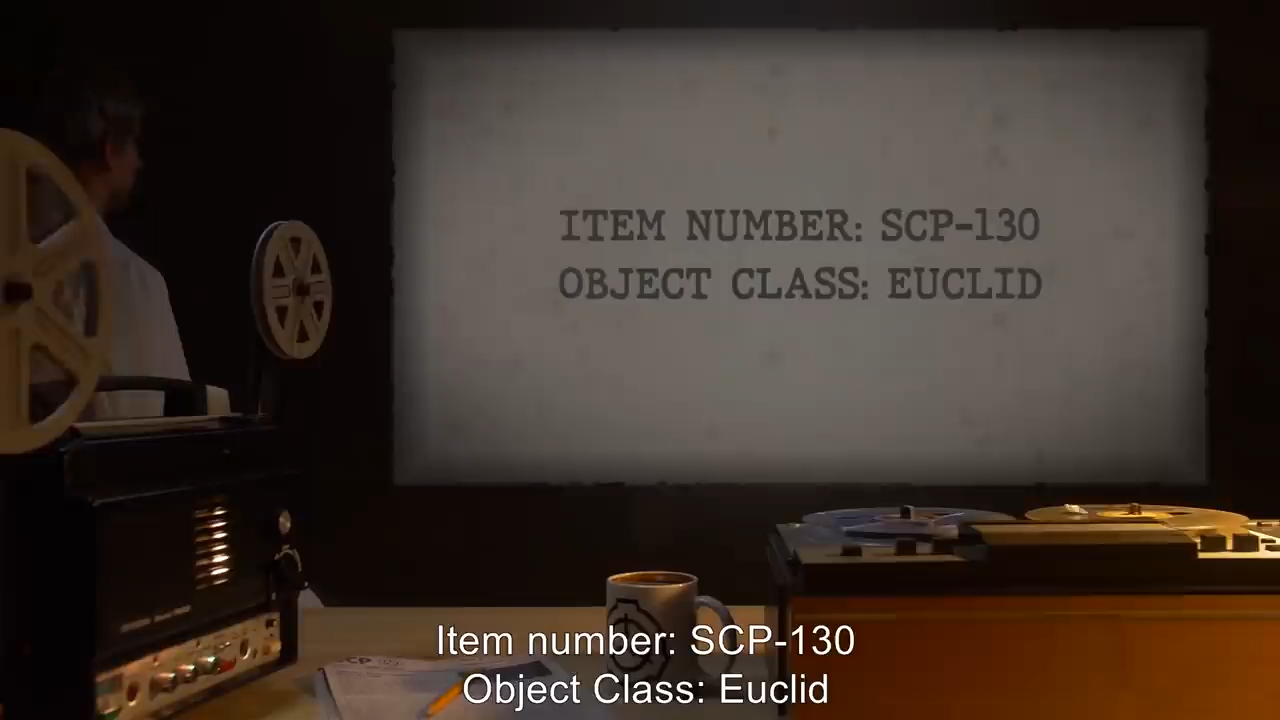 ITEM NUMBER: SCP-130
OBJECT CLASS: EUCLID
Item number: SCP-130
Object Class: Euclid